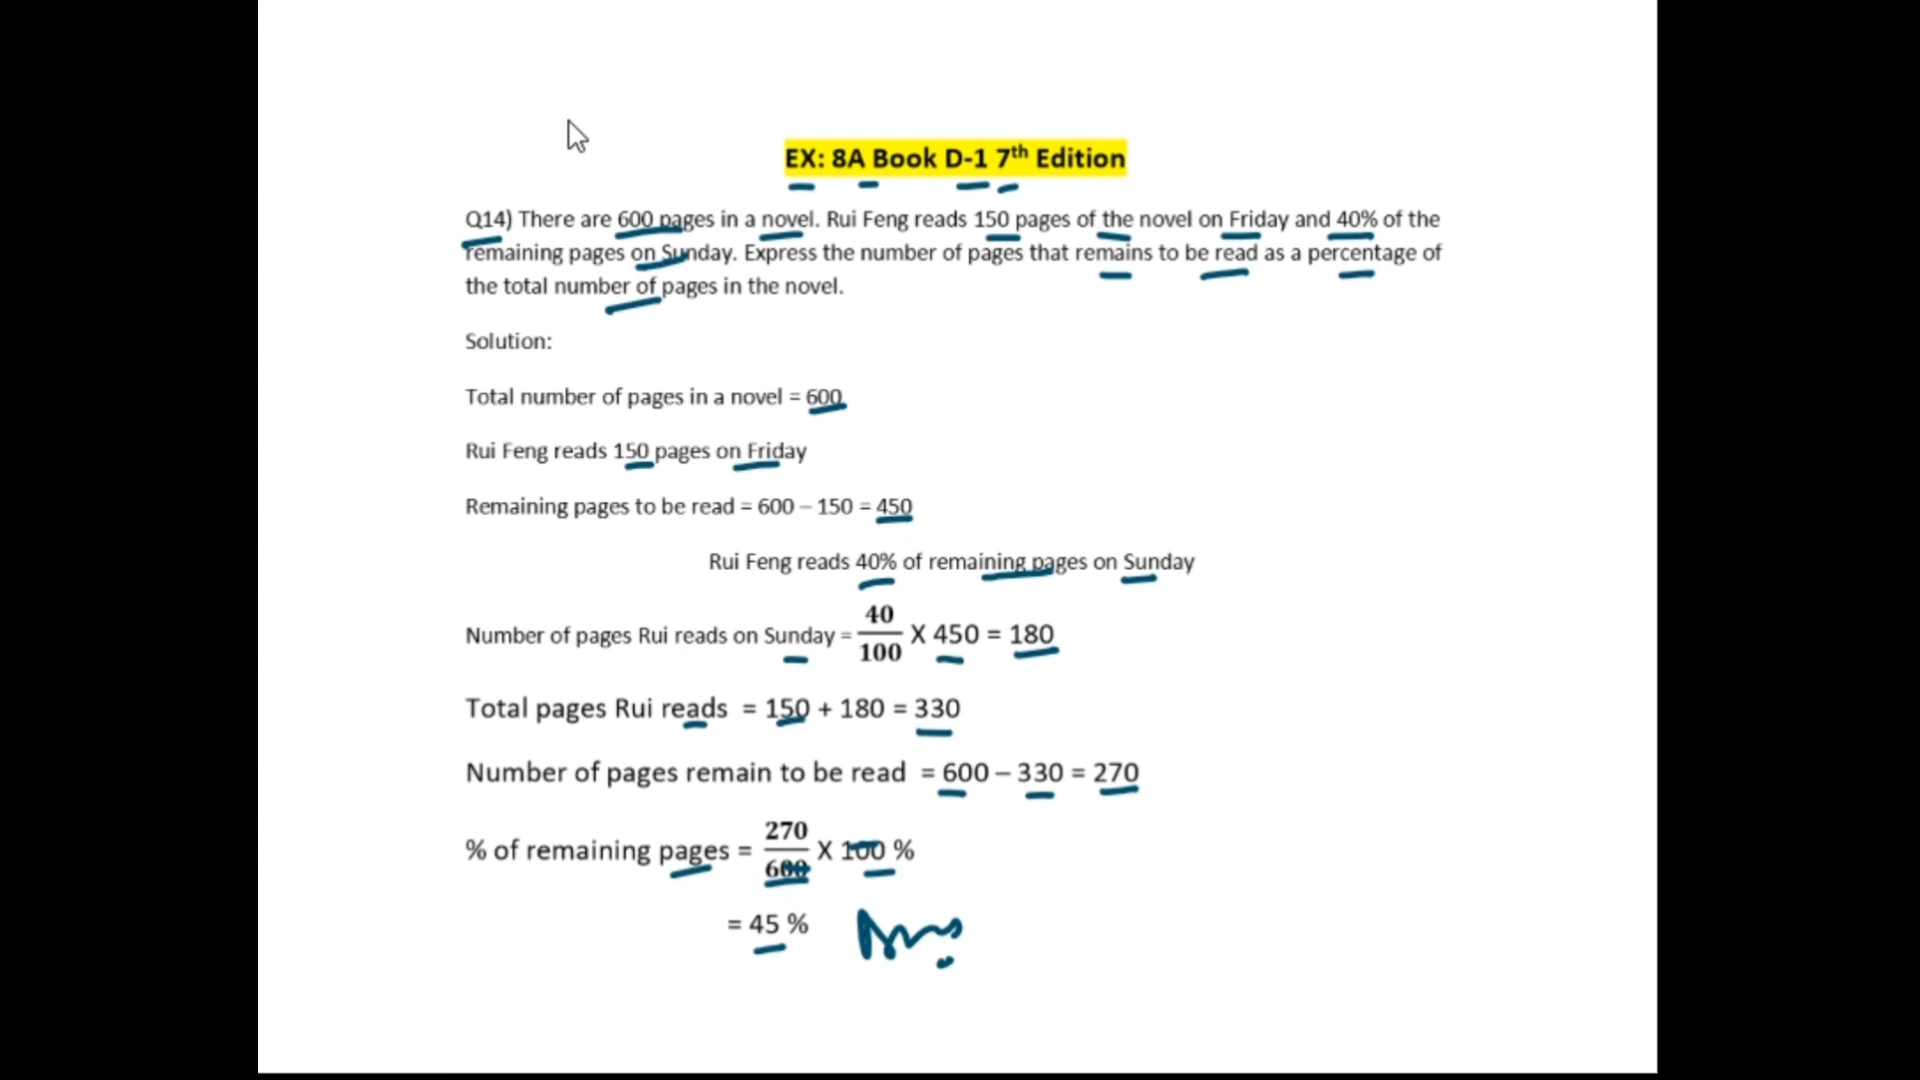 EX: 8A Book D-1 7th Edition
Q14) There are 600 pages in a novel. Rui Feng reads 150 pages of the novel on Friday and 40% of the
remaining pages on Sunday. Express the number of pages that remains to be read as a percentage of
the total number of pages in the novel.
Solution:
Total number of pages in a novel = 600
Rui Feng reads 150 pages on Friday
Remaining pages to be read = 600 – 150 = 450
Rui Feng reads 40% of remaining pages on Sunday
Number of pages Rui reads on Sunday = 40/100 X 450 = 180
Total pages Rui reads = 150 + 180 = 330
Number of pages remain to be read = 600 – 330 = 270
% of remaining pages = 270/600 X 100 %
= 45 % Ans